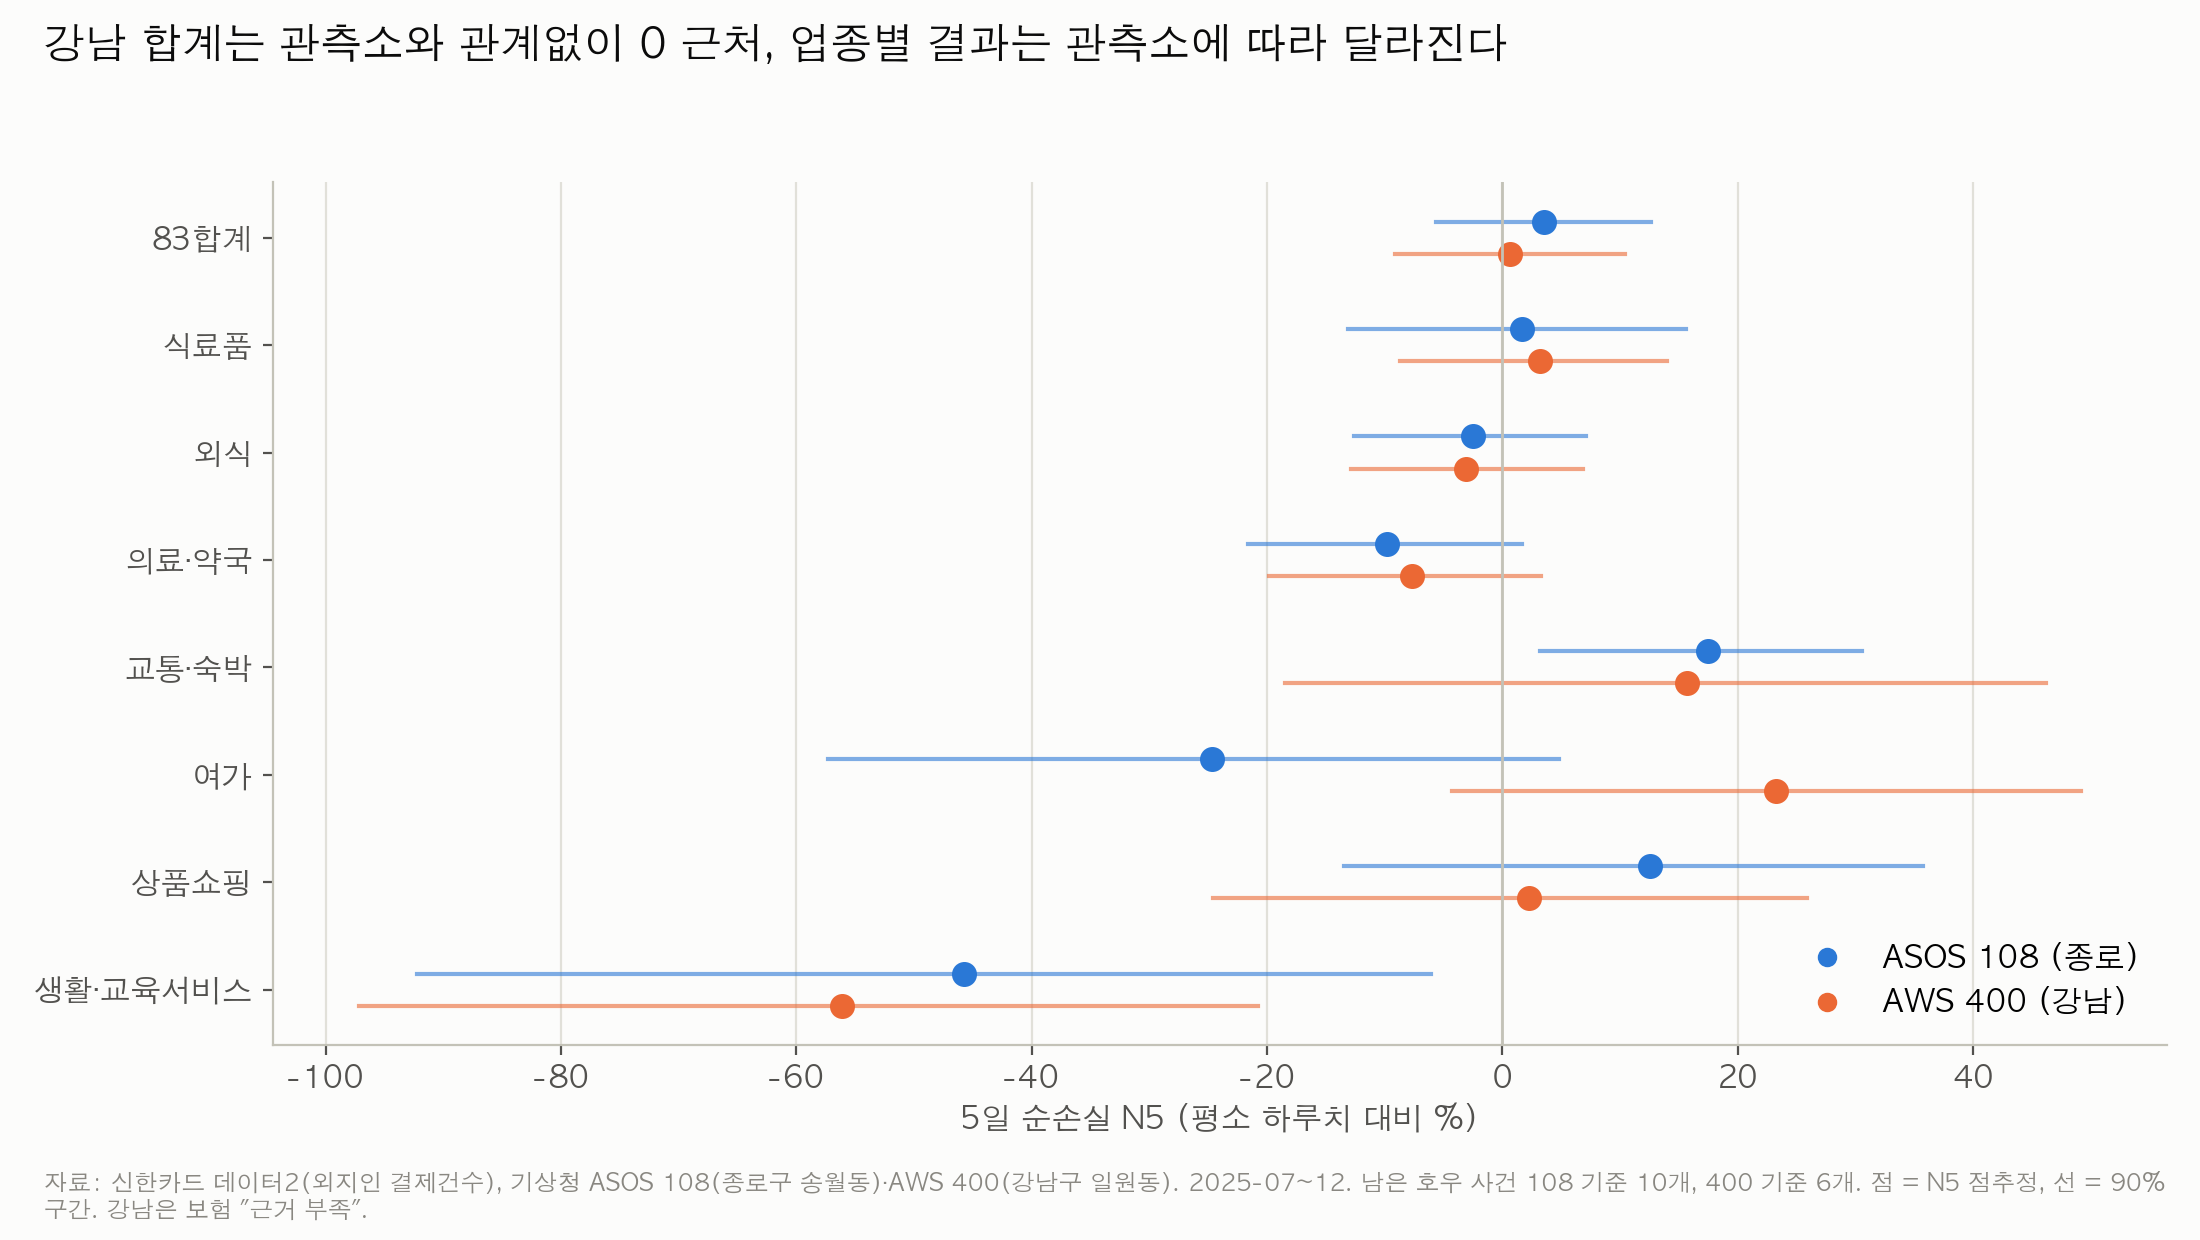 강남 합계는 관측소와 관계없이 0 근처, 업종별 결과는 관측소에 따라 달라진다
83합계
식료품
외식
의료·약국
교통·숙박
여가
상품쇼핑
생활·교육서비스
ASOS 108 (종로)
AWS 400 (강남)
-100 -80 -60 -40 -20 0 20 40
5일 순손실 N5 (평소 하루치 대비 %)
자료: 신한카드 데이터2(외지인 결제건수), 기상청 ASOS 108(종로구 송월동)·AWS 400(강남구 일원동). 2025-07~12. 남은 호우 사건 108 기준 10개, 400 기준 6개. 점 = N5 점추정, 선 = 90%
구간. 강남은 보험 "근거 부족".